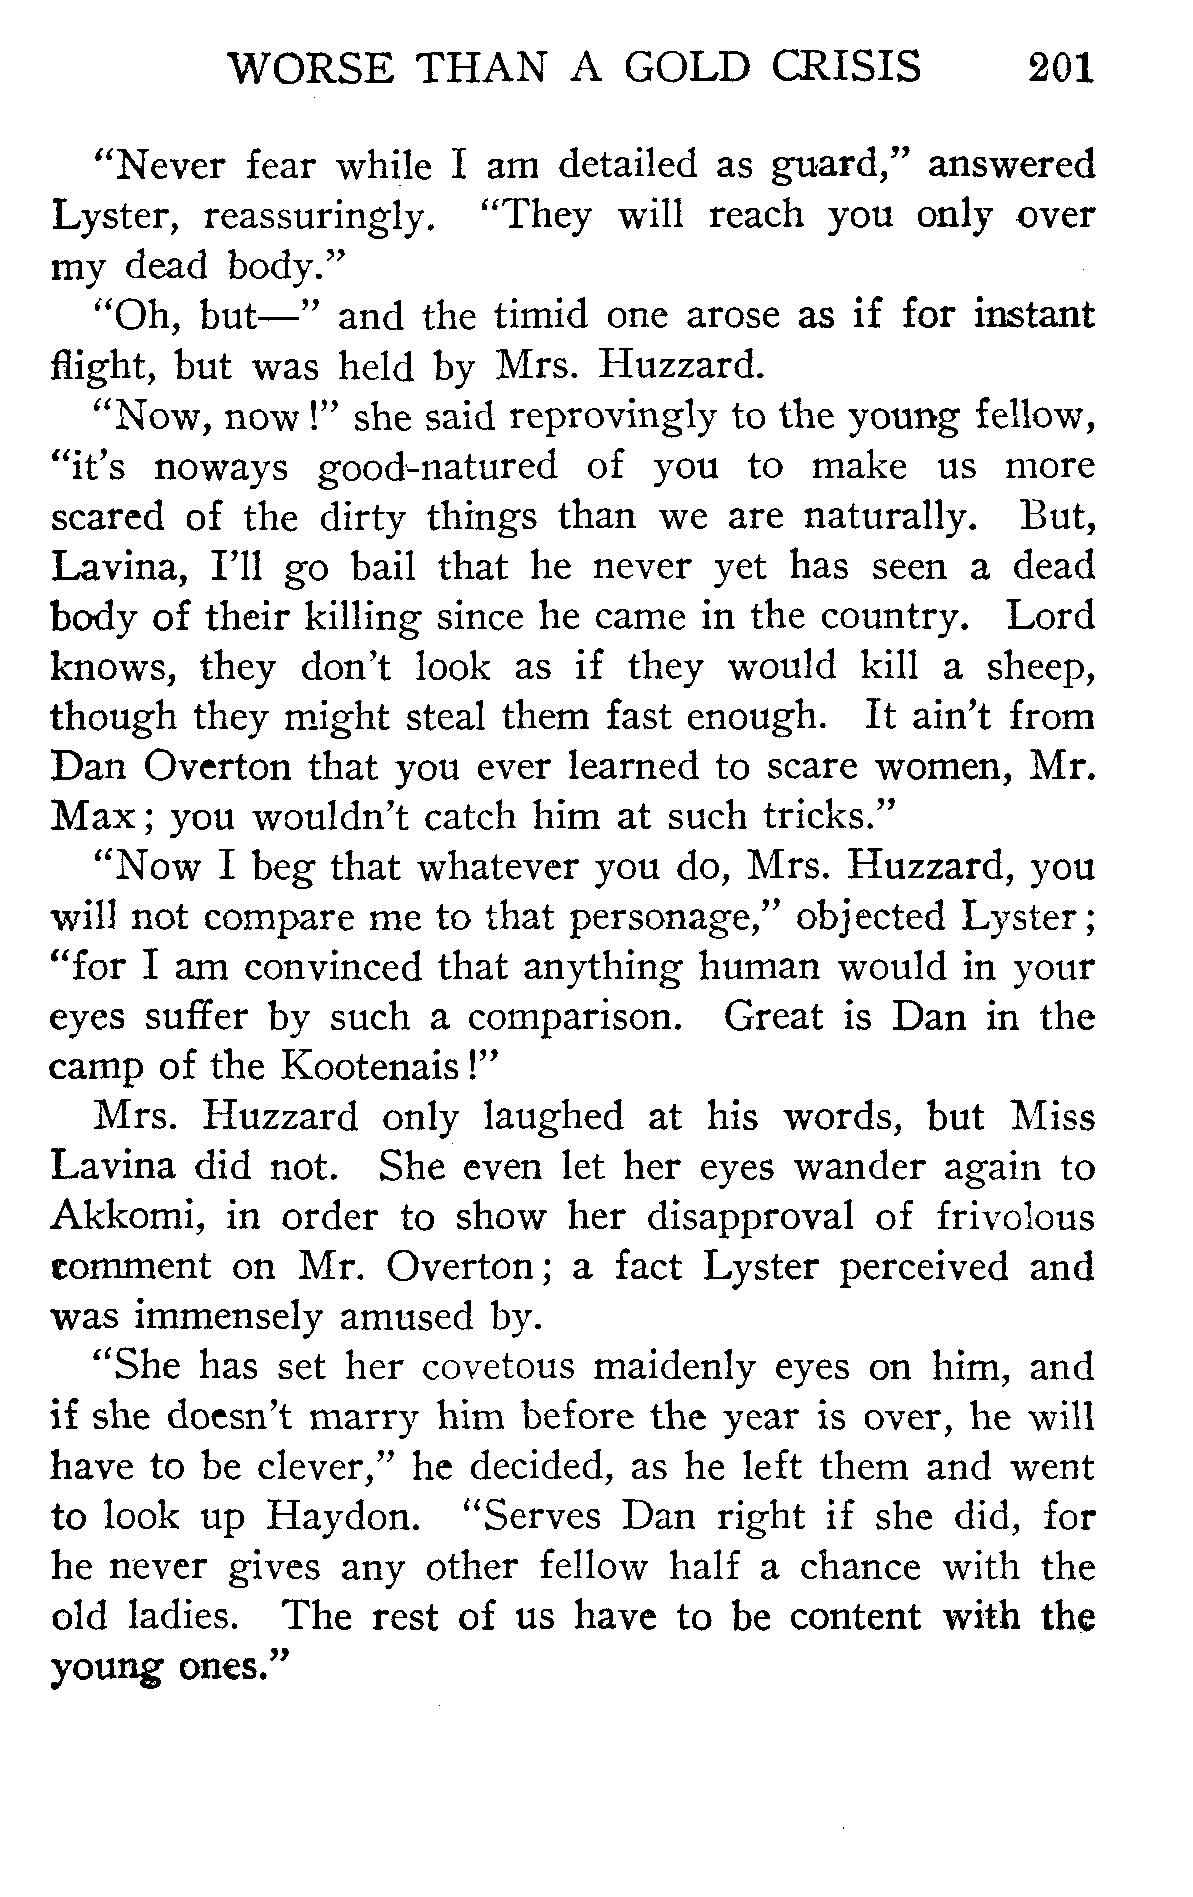 WORSE THAN A GOLD CRISIS 201
“Never fear while I am detailed as guard,” answered
Lyster, reassuringly. “They will reach you only over
my dead body.”
“Oh, but—” and the timid one arose as if for instant
flight, but was held by Mrs. Huzzard.
“Now, now!” she said reprovingly to the young fellow,
“it’s noways good-natured of you to make us more
scared of the dirty things than we are naturally. But,
Lavina, I’ll go bail that he never yet has seen a dead
body of their killing since he came in the country. Lord
knows, they don’t look as if they would kill a sheep,
though they might steal them fast enough. It ain’t from
Dan Overton that you ever learned to scare women, Mr.
Max; you wouldn’t catch him at such tricks.”
“Now I beg that whatever you do, Mrs. Huzzard, you
will not compare me to that personage,” objected Lyster;
“for I am convinced that anything human would in your
eyes suffer by such a comparison. Great is Dan in the
camp of the Kootenais!”
Mrs. Huzzard only laughed at his words, but Miss
Lavina did not. She even let her eyes wander again to
Akkomi, in order to show her disapproval of frivolous
comment on Mr. Overton; a fact Lyster perceived and
was immensely amused by.
“She has set her covetous maidenly eyes on him, and
if she doesn’t marry him before the year is over, he will
have to be clever,” he decided, as he left them and went
to look up Haydon. “Serves Dan right if she did, for
he never gives any other fellow half a chance with the
old ladies. The rest of us have to be content with the
young ones.”